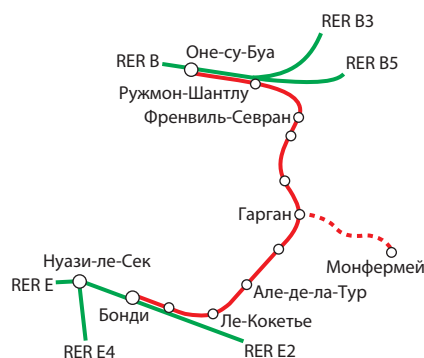 RER B3
Оне-су-Буа
RER B
RER B5
Ружмон-Шантлу
Френвиль-Севран
Гарган
Монфермей
Нуази-ле-Сек
Але-де-ла-Тур
RER E
Бонди
Ле-Кокетье
RER E4
RER E2